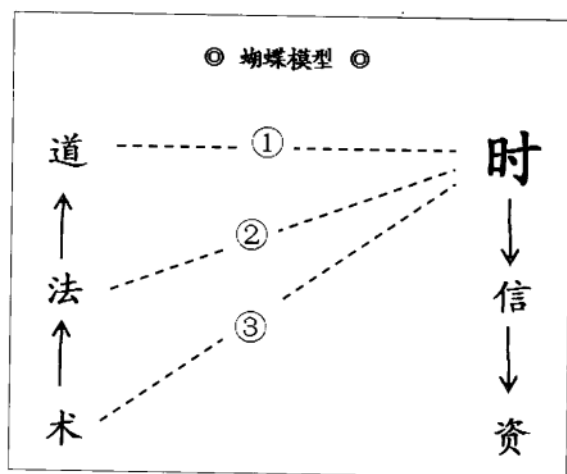 ◎ 蝴蝶模型 ◎
道 ① 时
②
法 信
③
术 资